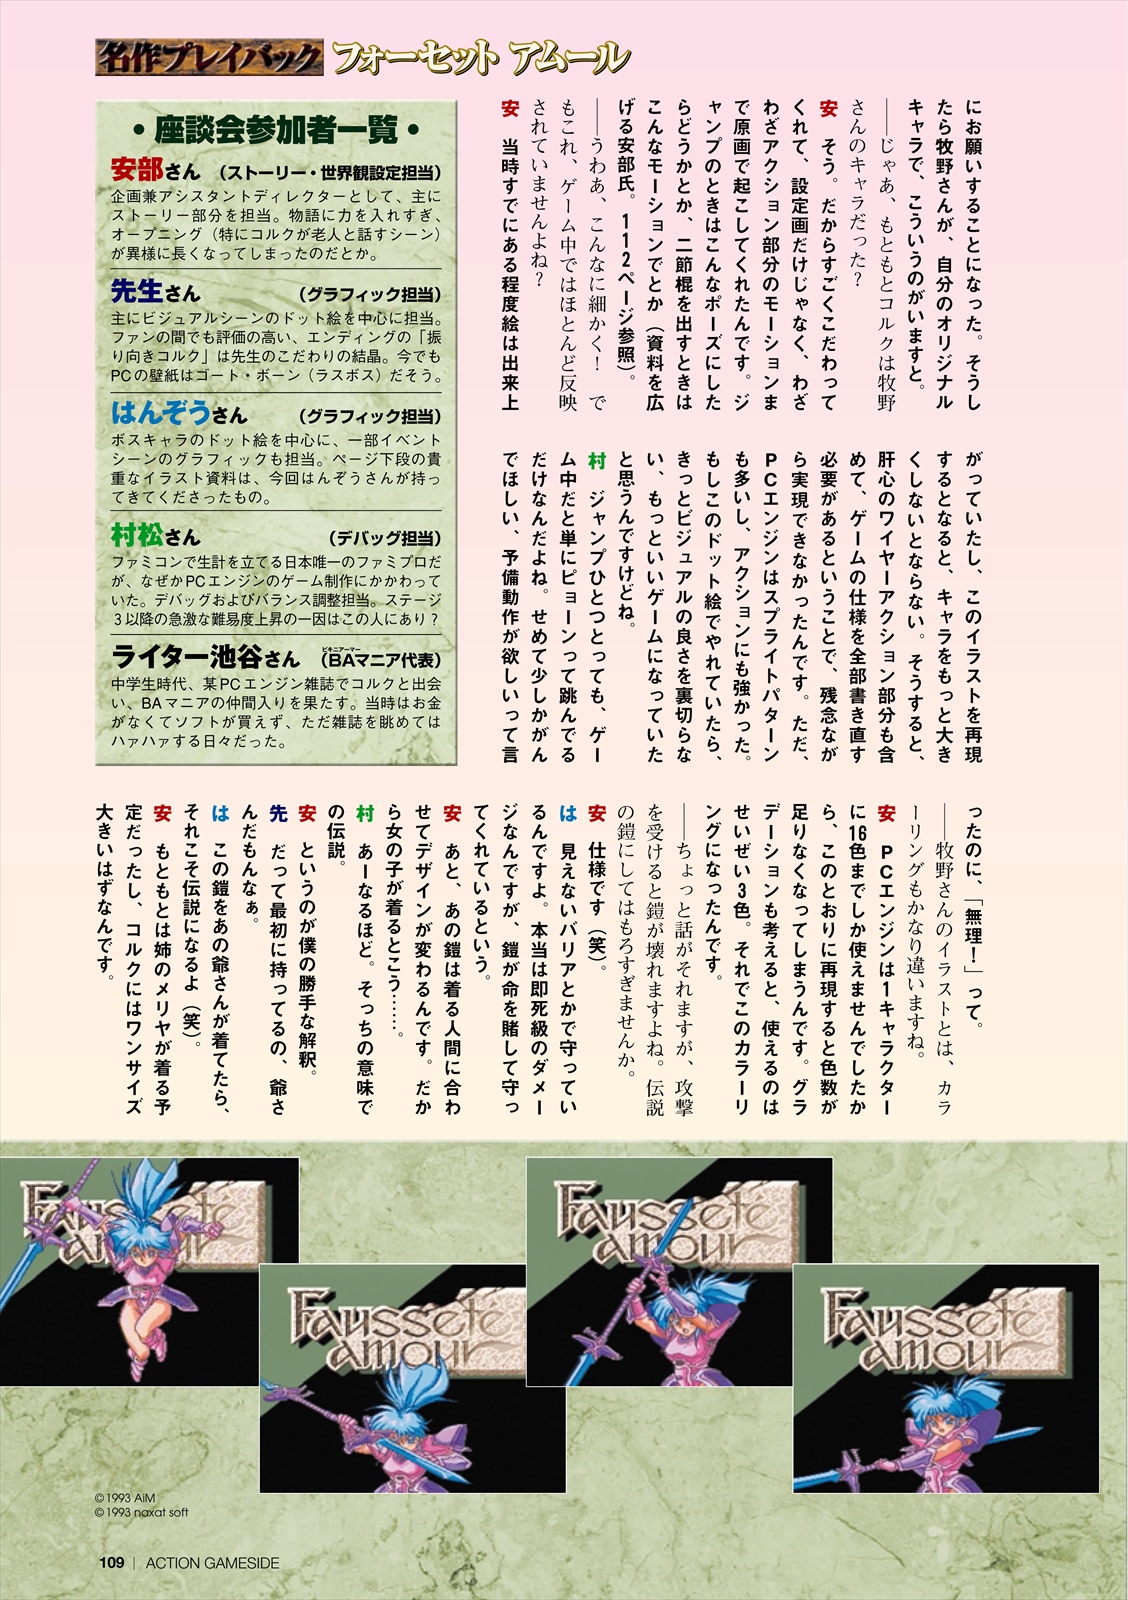 名作プレイバック フォーセット アムール
にお願いすることになった。そうし
たら牧野さんが、自分のオリジナル
キャラで、こういうのがいますと。
――じゃあ、もともとコルクは牧野
さんのキャラだった?
安 そう。だからすごくこだわって
くれて、設定画だけじゃなく、わざ
わざアクション部分のモーションま
で原画で起こしてくれたんです。ジ
ャンプのときはこんなポーズにした
らどうかとか、二節棍を出すときは
こんなモーションでとか（資料を広
げる安部氏。112ページ参照）。
――うわあ、こんなに細かく! で
もこれ、ゲーム中ではほとんど反映
されていませんよね?
安 当時すでにある程度絵は出来上
がっていたし、このイラストを再現
するとなると、キャラをもっと大き
くしないとならない。そうすると、
肝心のワイヤーアクション部分も含
めて、ゲームの仕様を全部書き直す
必要があるということで、残念なが
ら実現できなかったんです。ただ、
PCエンジンはスプライトパターン
も多いし、アクションにも強かった。
もしこのドット絵でやれていたら、
きっとビジュアルの良さを裏切らな
い、もっといいゲームになっていた
と思うんですけどね。
村 ジャンプひとつとっても、ゲー
ム中だと単にピョーンって跳んでる
だけなんだよね。せめて少しかがん
でほしい、予備動作が欲しいって言
ったのに、「無理!」って。
――牧野さんのイラストとは、カラ
ーリングもかなり違いますね。
安 PCエンジンは1キャラクター
に16色までしか使えませんでしたか
ら、このとおりに再現すると色数が
足りなくなってしまうんです。グラ
デーションも考えると、使えるのは
せいぜい3色。それでこのカラーリ
ングになったんです。
――ちょっと話がそれますが、攻撃
を受けると鎧が壊れますよね。伝説
の鎧にしてはもろすぎませんか。
安 仕様です（笑）。
は 見えないバリアとかで守ってい
るんですよ。本当は即死級のダメー
ジなんですが、鎧が命を賭して守っ
てくれているという。
安 あと、あの鎧は着る人間に合わ
せてデザインが変わるんです。だか
ら女の子が着るとこう……。
村 あーなるほど。そっちの意味で
の伝説。
安 というのが僕の勝手な解釈。
先 だって最初に持ってるの、爺さ
んだもんなぁ。
は この鎧をあの爺さんが着てたら、
それこそ伝説になるよ（笑）。
安 もともとは姉のメリヤが着る予
定だったし、コルクにはワンサイズ
大きいはずなんです。
・座談会参加者一覧・
安部さん （ストーリー・世界観設定担当）
企画兼アシスタントディレクターとして、主に
ストーリー部分を担当。物語に力を入れすぎ、
オープニング（特にコルクが老人と話すシーン）
が異様に長くなってしまったのだとか。
先生さん （グラフィック担当）
主にビジュアルシーンのドット絵を中心に担当。
ファンの間でも評価の高い、エンディングの「振
り向きコルク」は先生のこだわりの結晶。今でも
PCの壁紙はゴート・ボーン（ラスボス）だそう。
はんぞうさん （グラフィック担当）
ボスキャラのドット絵を中心に、一部イベント
シーンのグラフィックも担当。ページ下段の貴
重なイラスト資料は、今回はんぞうさんが持っ
てきてくださったもの。
村松さん （デバッグ担当）
ファミコンで生計を立てる日本唯一のファミプロだ
が、なぜかPCエンジンのゲーム制作にかかわって
いた。デバッグおよびバランス調整担当。ステージ
3以降の急激な難易度上昇の一因はこの人にあり?
ライター池谷さん （BAマニア代表）
ビキニアーマー
中学生時代、某PCエンジン雑誌でコルクと出会
い、BAマニアの仲間入りを果たす。当時はお金
がなくてソフトが買えず、ただ雑誌を眺めては
ハァハァする日々だった。
Fausseté
amour
Fausseté
amour
Fausseté
amour
Fausseté
amour
©1993 AiM
©1993 naxat soft
109 | ACTION GAMESIDE